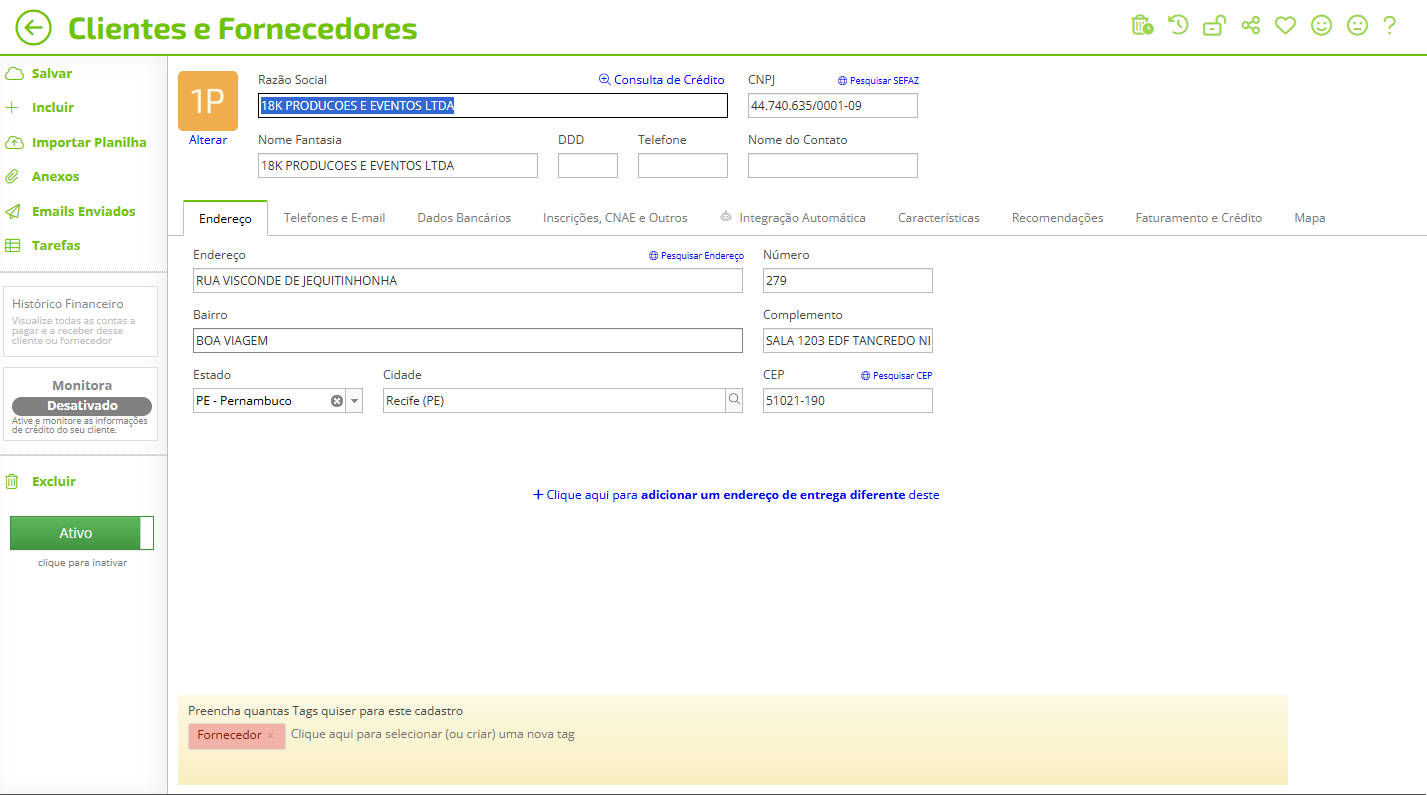 Clientes e Fornecedores
?
Salvar
Incluir
Importar Planilha
Anexos
Emails Enviados
Tarefas
Histórico Financeiro
Visualize todas as contas a
pagar e a receber desse
cliente ou fornecedor
Monitora
Desativado
Ative e monitore as informações
de crédito do seu cliente.
Excluir
Ativo
clique para inativar
1P
Alterar
Razão Social
Consulta de Crédito
CNPJ
Pesquisar SEFAZ
18K PRODUCOES E EVENTOS LTDA
44.740.635/0001-09
Nome Fantasia
DDD
Telefone
Nome do Contato
18K PRODUCOES E EVENTOS LTDA
Endereço
Telefones e E-mail
Dados Bancários
Inscrições, CNAE e Outros
Integração Automática
Características
Recomendações
Faturamento e Crédito
Mapa
Endereço
Pesquisar Endereço
Número
RUA VISCONDE DE JEQUITINHONHA
279
Bairro
Complemento
BOA VIAGEM
SALA 1203 EDF TANCREDO NI
Estado
Cidade
CEP
Pesquisar CEP
PE - Pernambuco
Recife (PE)
51021-190
+ Clique aqui para adicionar um endereço de entrega diferente deste
Preencha quantas Tags quiser para este cadastro
Fornecedor ×
Clique aqui para selecionar (ou criar) uma nova tag